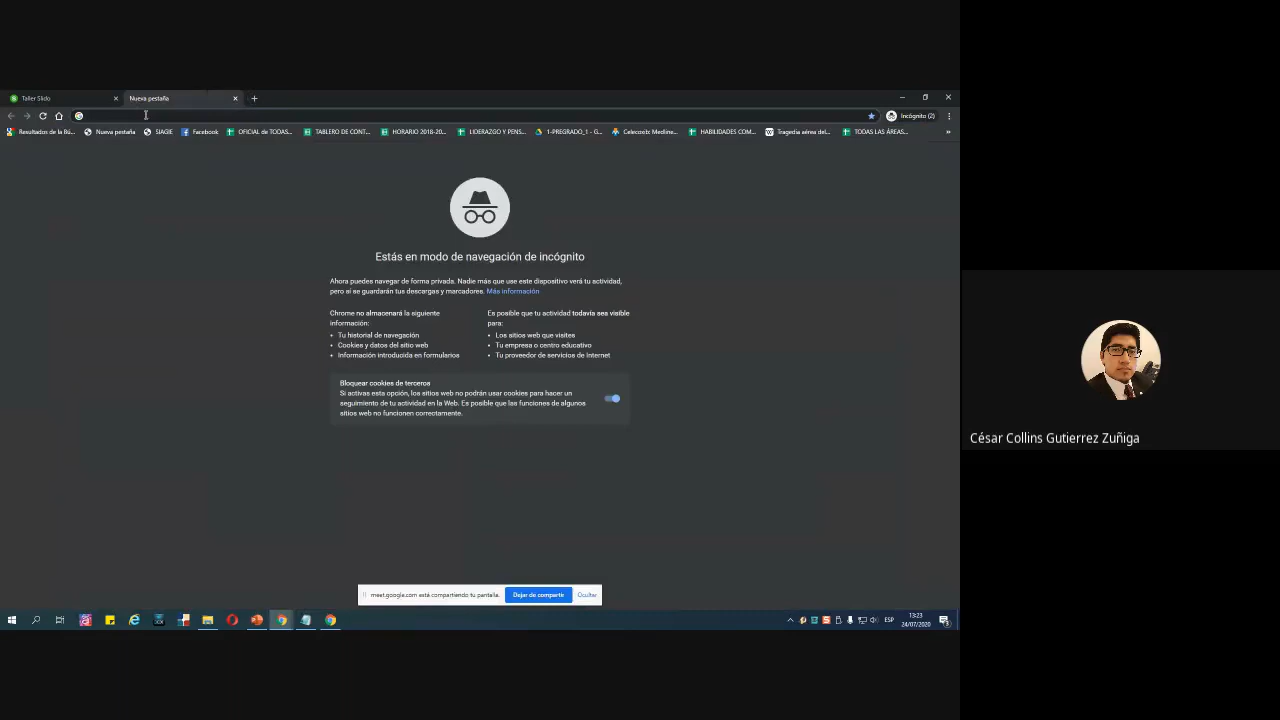 Taller Slido
Nueva pestaña
Incógnito (2)
Resultados de la Bú...
Nueva pestaña
SIAGIE
Facebook
OFICIAL de TODAS...
TABLERO DE CONT...
HORARIO 2018-20...
LIDERAZGO Y PENS...
1-PREGRADO_1 - G...
Celecoxib: Medline...
HABILIDADES COM...
Tragedia aérea del...
TODAS LAS ÁREAS...
Estás en modo de navegación de incógnito
Ahora puedes navegar de forma privada. Nadie más que use este dispositivo verá tu actividad,
pero sí se guardarán tus descargas y marcadores. Más información
Chrome no almacenará la siguiente
información:
• Tu historial de navegación
• Cookies y datos del sitio web
• Información introducida en formularios
Es posible que tu actividad todavía sea visible
para:
• Los sitios web que visites
• Tu empresa o centro educativo
• Tu proveedor de servicios de Internet
Bloquear cookies de terceros
Si activas esta opción, los sitios web no podrán usar cookies para hacer un
seguimiento de tu actividad en la Web. Es posible que las funciones de algunos
sitios web no funcionen correctamente.
César Collins Gutierrez Zuñiga
meet.google.com está compartiendo tu pantalla.
Dejar de compartir
Ocultar
ESP
13:23
24/07/2020